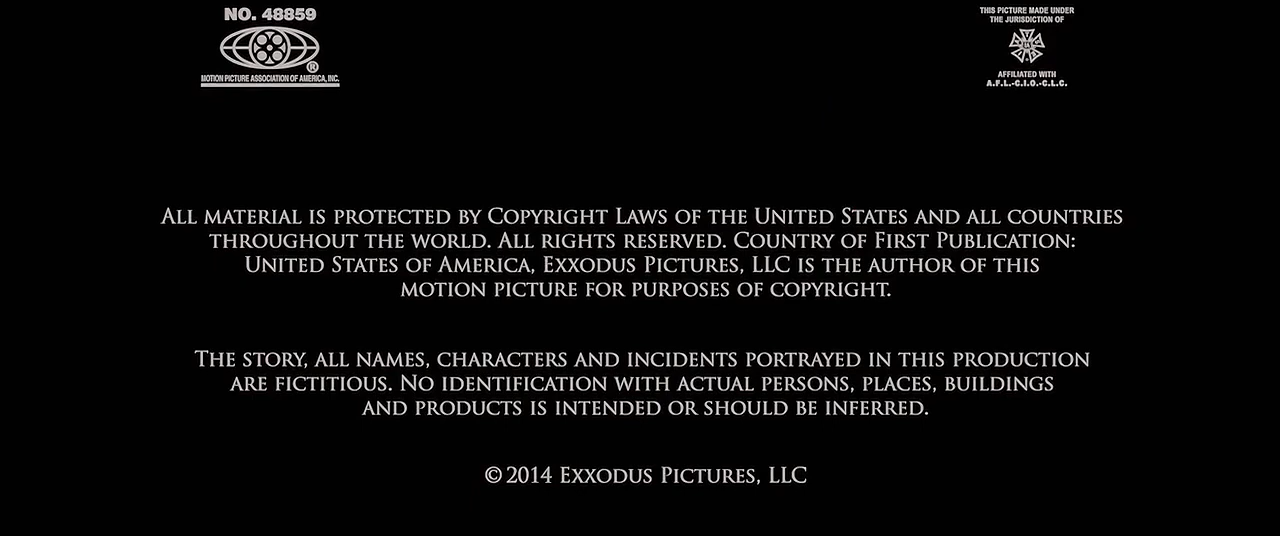 NO. 48859
MOTION PICTURE ASSOCIATION OF AMERICA, INC.
®
THIS PICTURE MADE UNDER
THE JURISDICTION OF
AFFILIATED WITH
A.F.L.-C.I.O.-C.L.C.
ALL MATERIAL IS PROTECTED BY COPYRIGHT LAWS OF THE UNITED STATES AND ALL COUNTRIES
THROUGHOUT THE WORLD. ALL RIGHTS RESERVED. COUNTRY OF FIRST PUBLICATION:
UNITED STATES OF AMERICA, EXXODUS PICTURES, LLC IS THE AUTHOR OF THIS
MOTION PICTURE FOR PURPOSES OF COPYRIGHT.
THE STORY, ALL NAMES, CHARACTERS AND INCIDENTS PORTRAYED IN THIS PRODUCTION
ARE FICTITIOUS. NO IDENTIFICATION WITH ACTUAL PERSONS, PLACES, BUILDINGS
AND PRODUCTS IS INTENDED OR SHOULD BE INFERRED.
© 2014 EXXODUS PICTURES, LLC